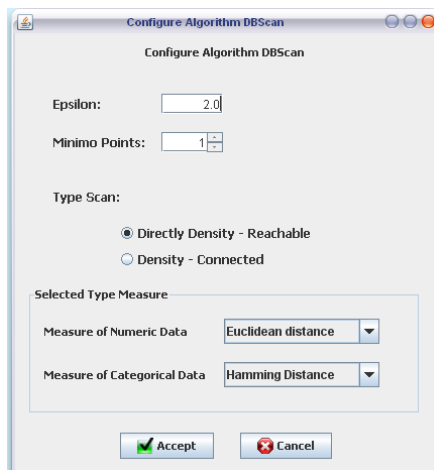 Configure Algorithm DBScan
Configure Algorithm DBScan
Epsilon: 2.0
Minimo Points: 1
Type Scan:
Directly Density - Reachable
Density - Connected
Selected Type Measure
Measure of Numeric Data Euclidean distance
Measure of Categorical Data Hamming Distance
Accept Cancel